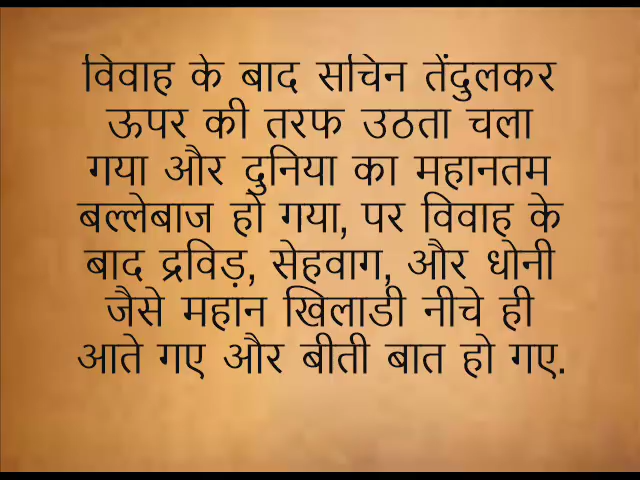 विवाह के बाद सचिन तेंदुलकर
ऊपर की तरफ उठता चला
गया और दुनिया का महानतम
बल्लेबाज हो गया, पर विवाह के
बाद द्रविड़, सेहवाग, और धोनी
जैसे महान खिलाडी नीचे ही
आते गए और बीती बात हो गए.